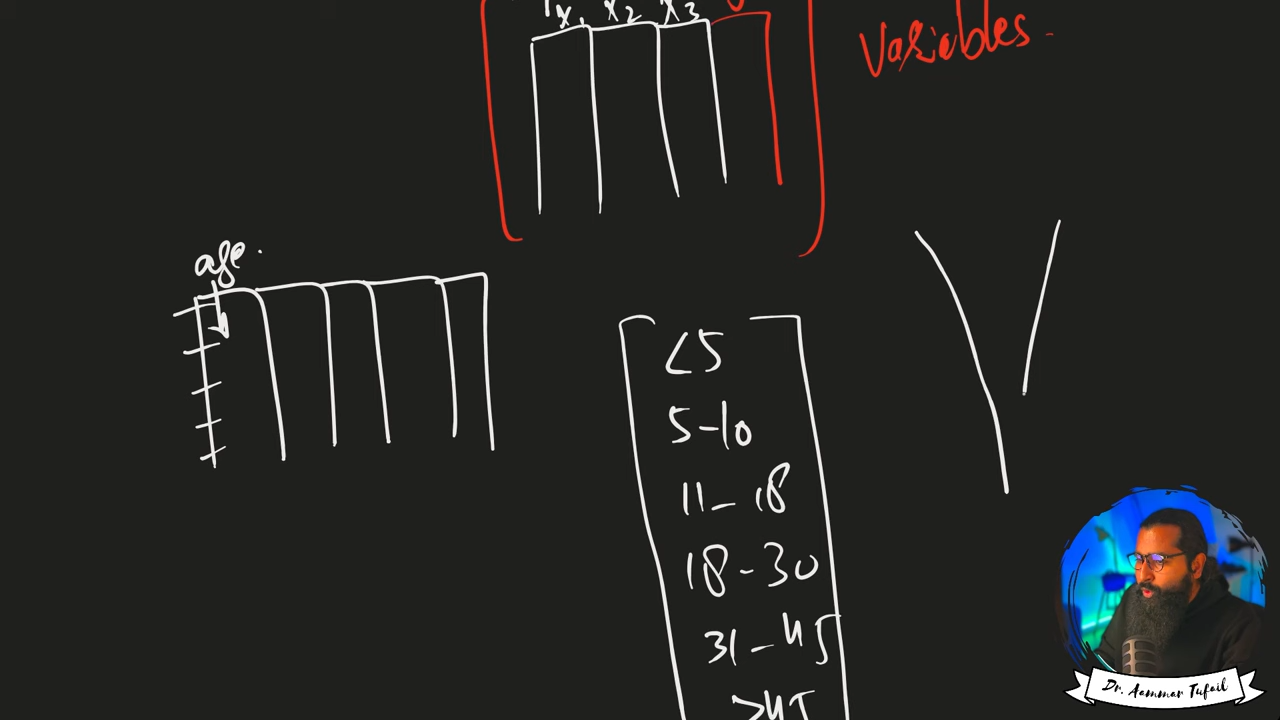 x₁ x₂ x₃
Variables.
age.
<5
5-10
11-18
18-30
31-45
>45
Dr. Aammar Tufail